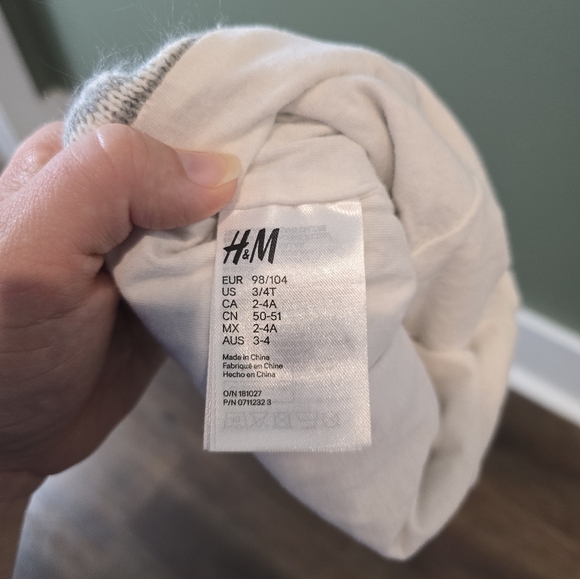 H&M
EUR 98/104
US 3/4T
CA 2-4A
CN 50-51
MX 2-4A
AUS 3-4
Made in China
Fabriqué en Chine
Hecho en China
O/N 181027
P/N 0711232 3